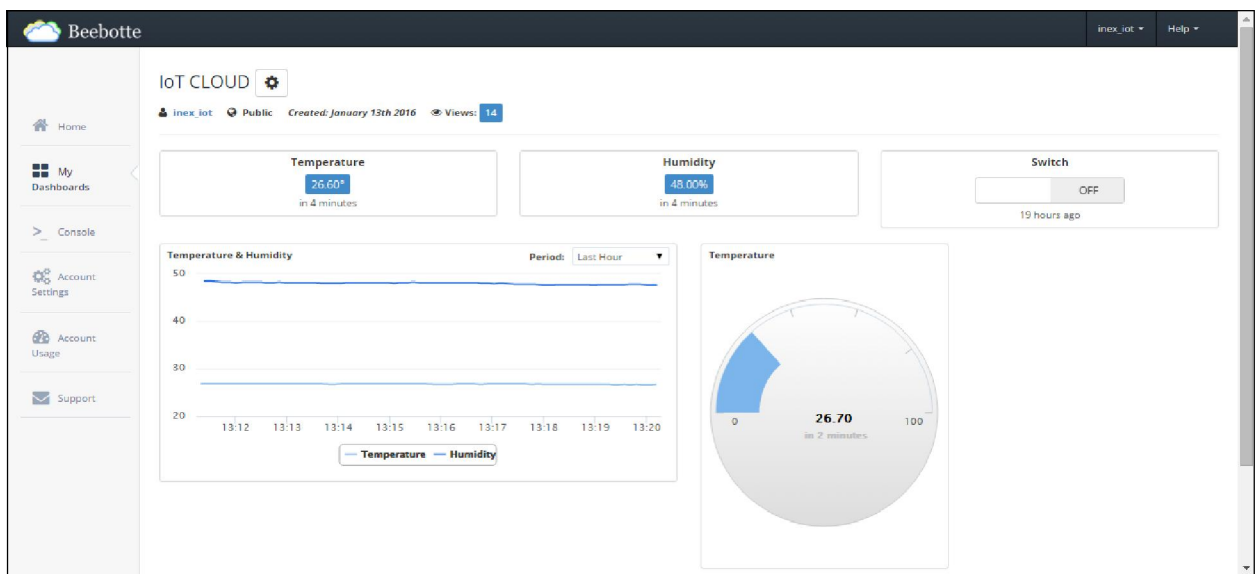 Beebotte
inex_iot
Help
IoT CLOUD
inex_iot Public Created: January 13th 2016 Views: 14
Home
My
Dashboards
>_ Console
Account
Settings
Account
Usage
Support
Temperature
26.60°
in 4 minutes
Humidity
48.00%
in 4 minutes
Switch
OFF
19 hours ago
Temperature & Humidity
Period: Last Hour
50
40
30
20
13:12 13:13 13:14 13:15 13:16 13:17 13:18 13:19 13:20
Temperature Humidity
Temperature
0
26.70
100
in 2 minutes